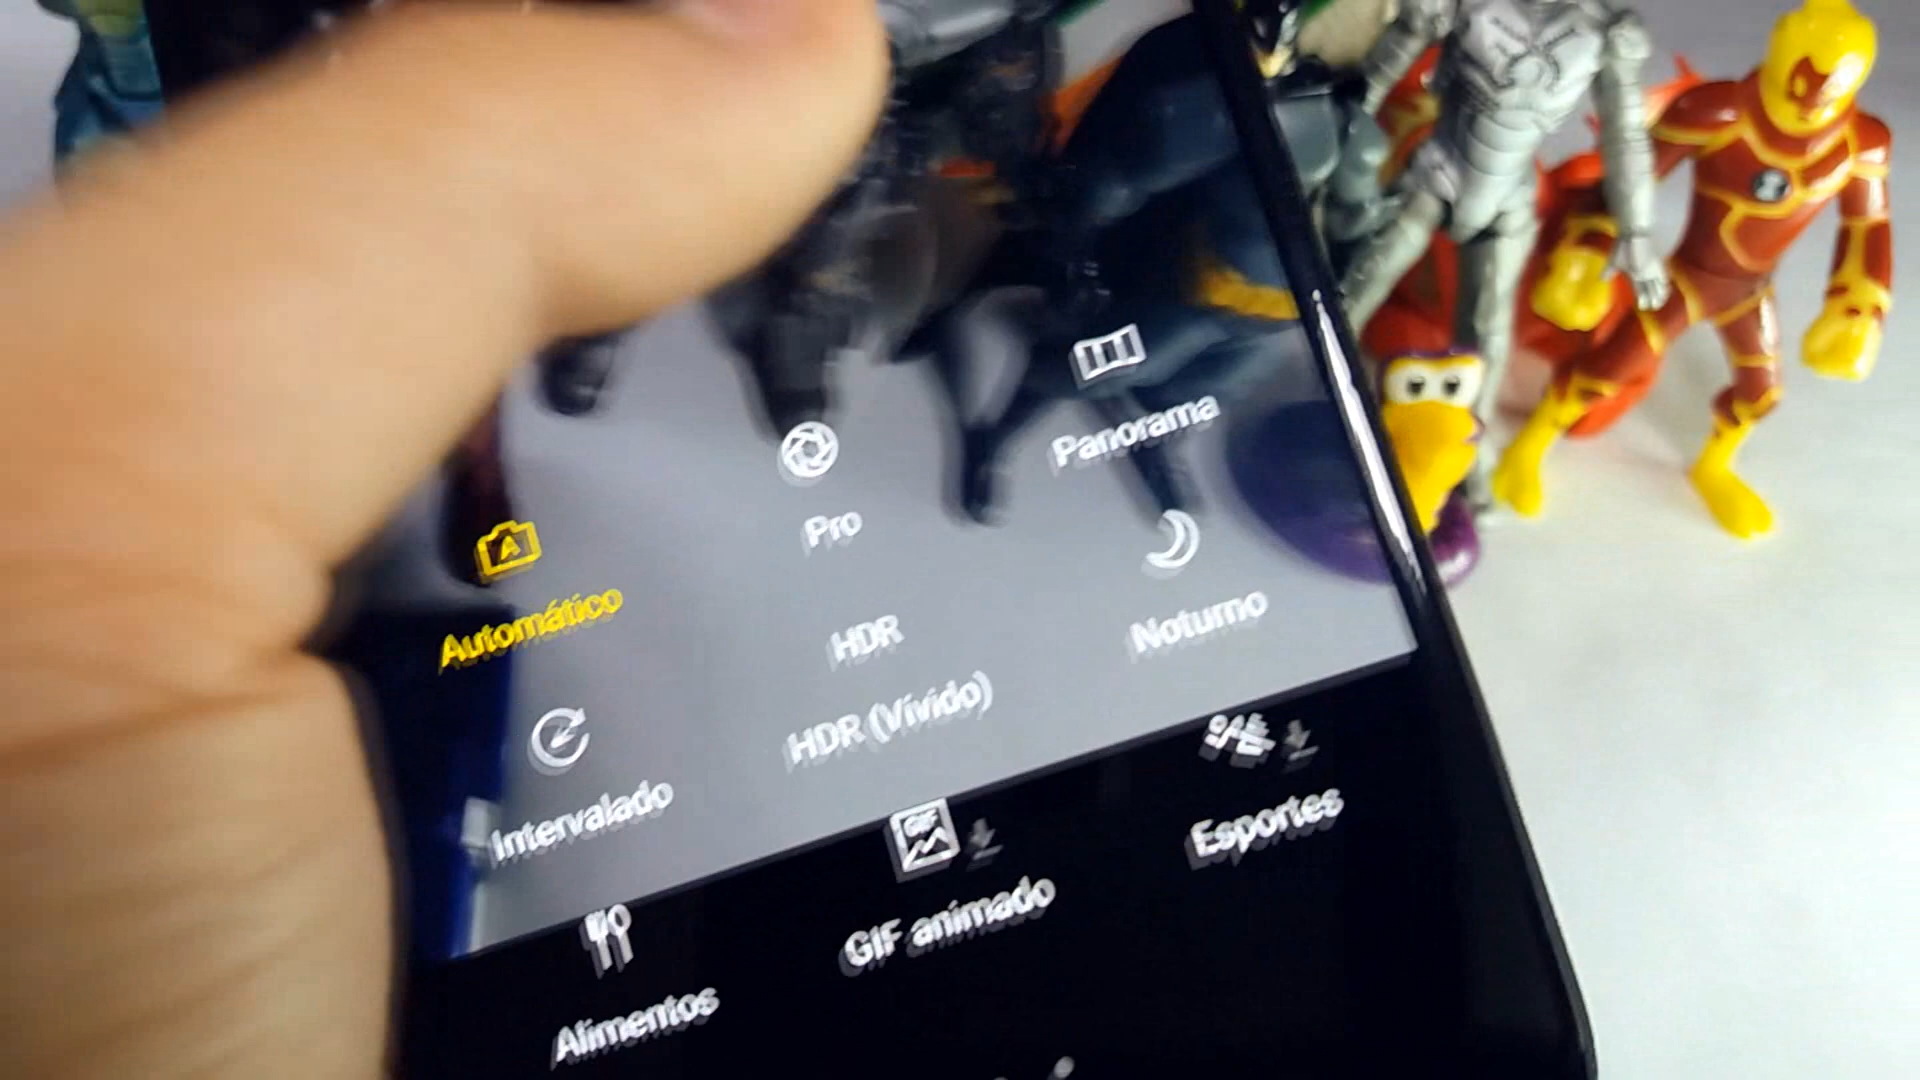 Automático
Pro
Panorama
Intervalado
HDR
HDR (Vívido)
Noturno
Alimentos
GIF
GIF animado
Esportes